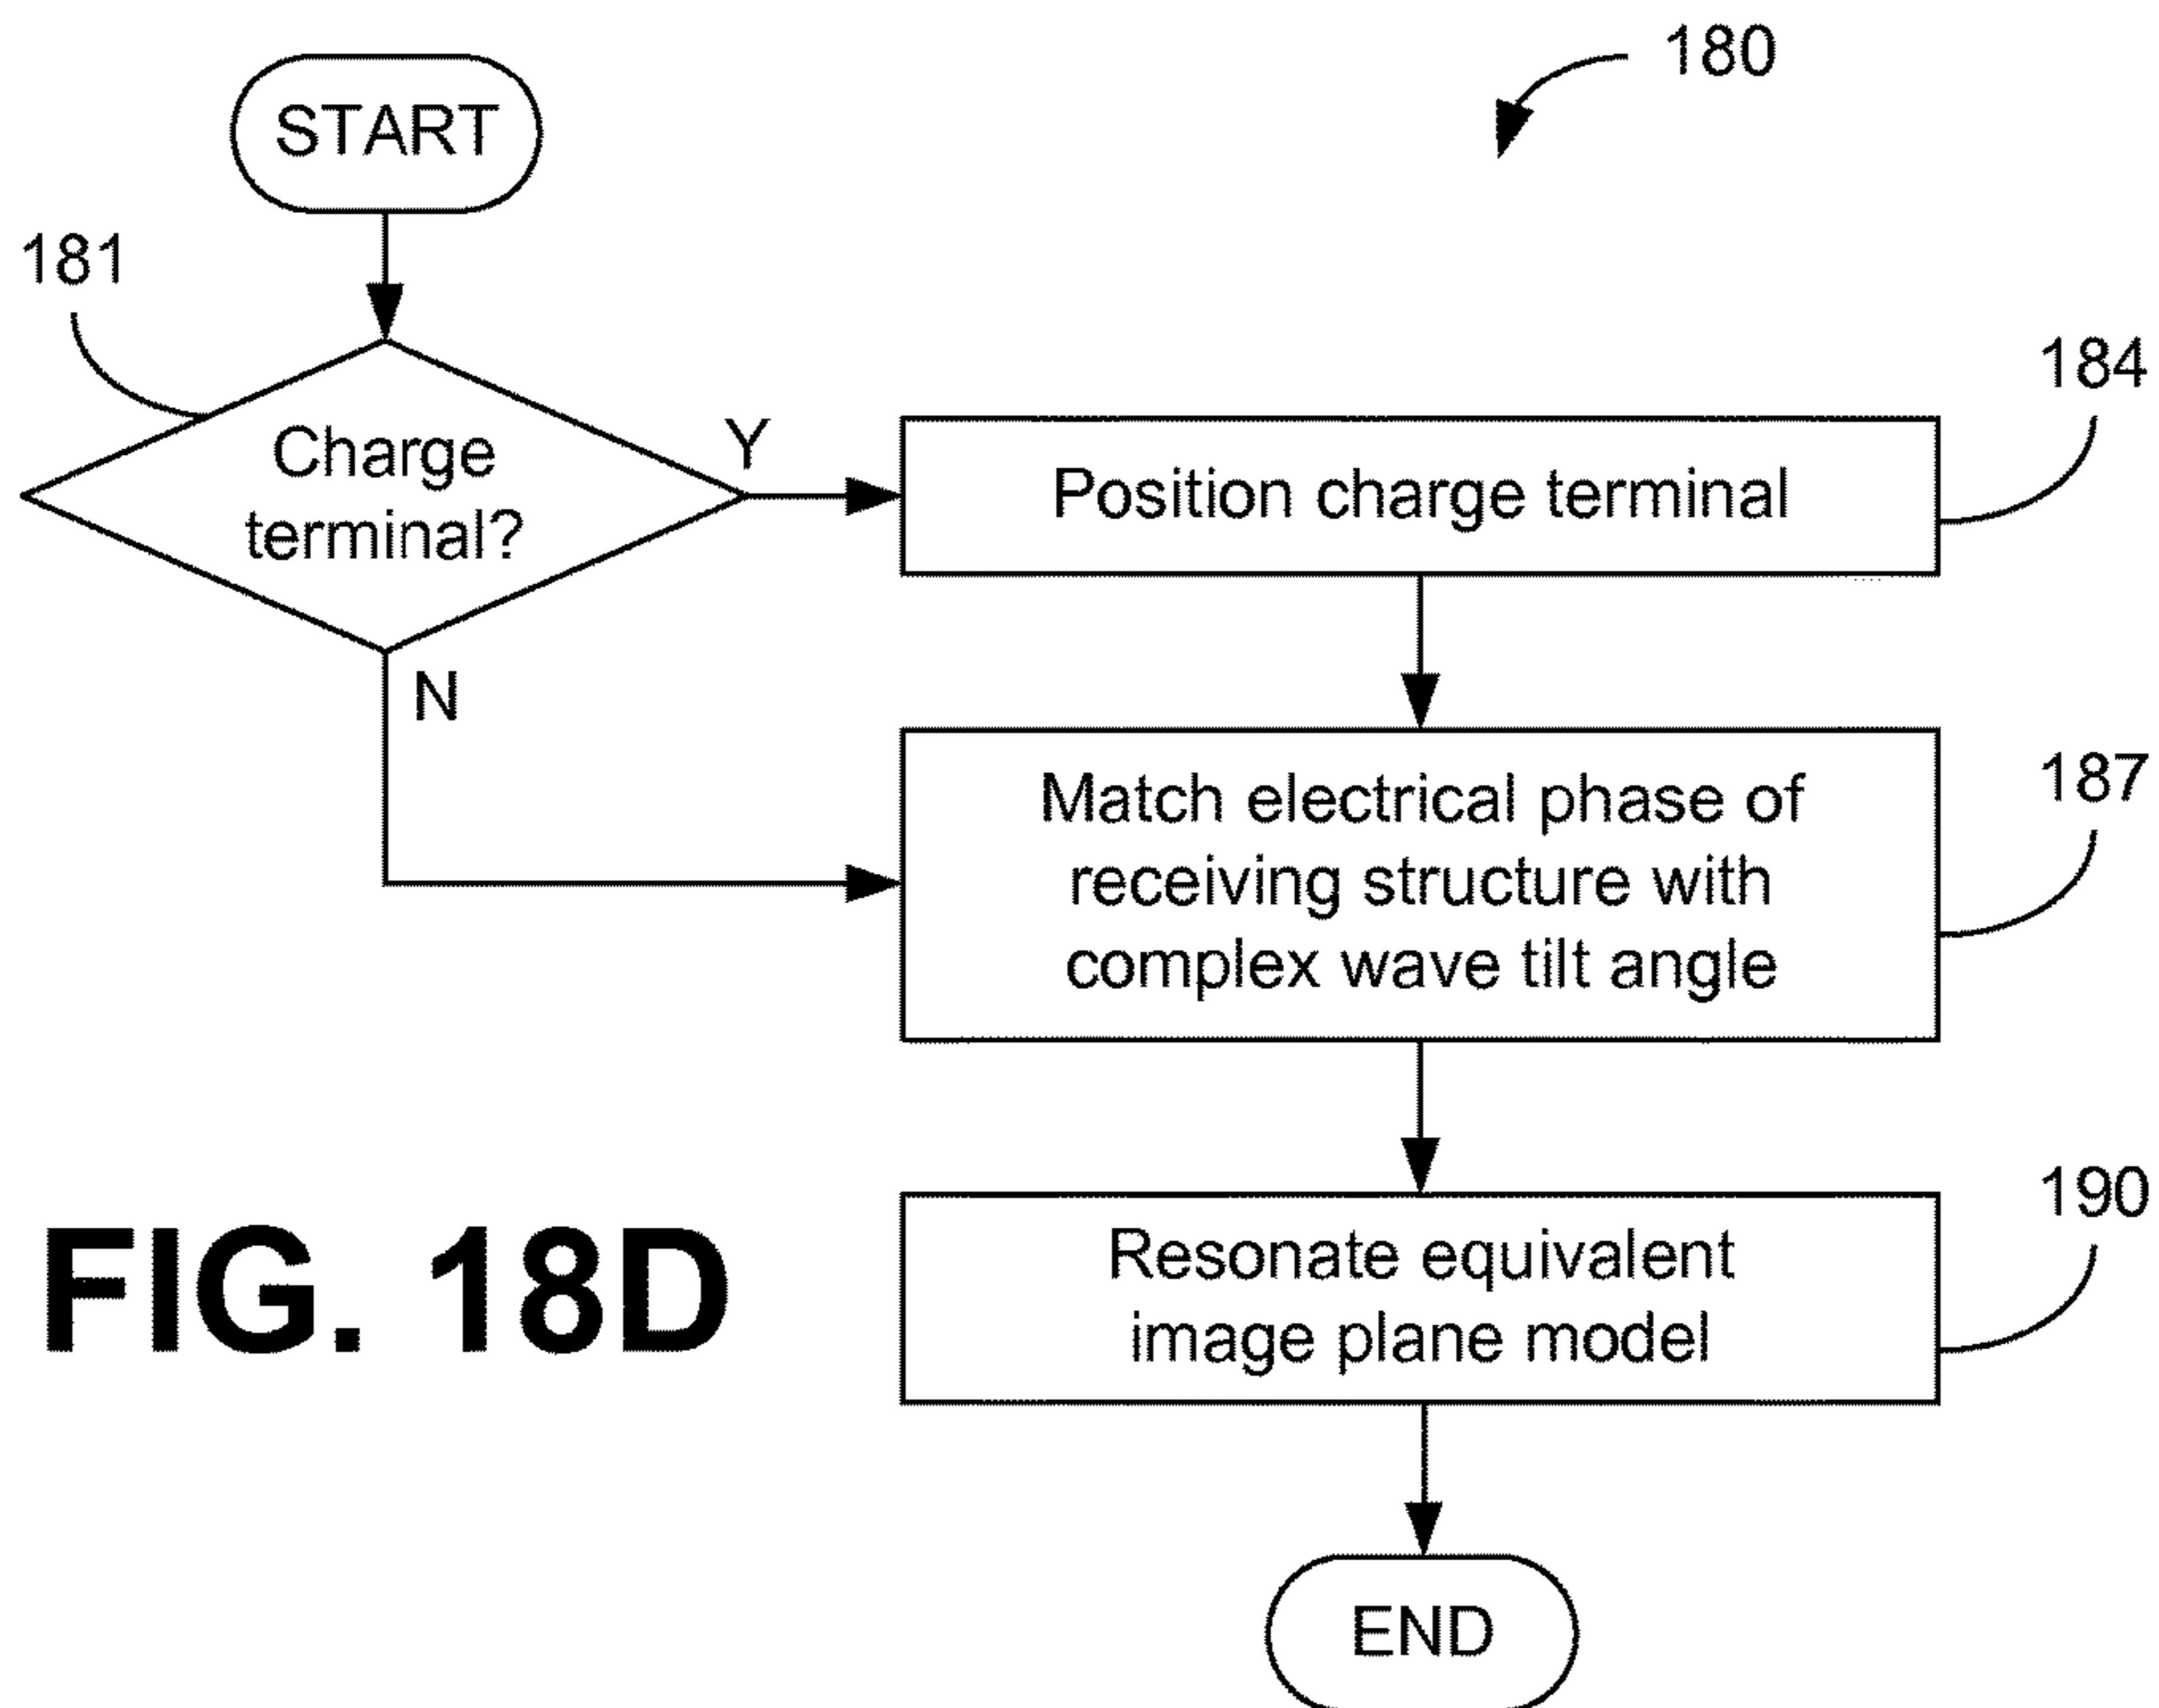 180
START
181
Charge
terminal?
Y
N
184
Position charge terminal
187
Match electrical phase of
receiving structure with
complex wave tilt angle
190
Resonate equivalent
image plane model
END
FIG. 18D